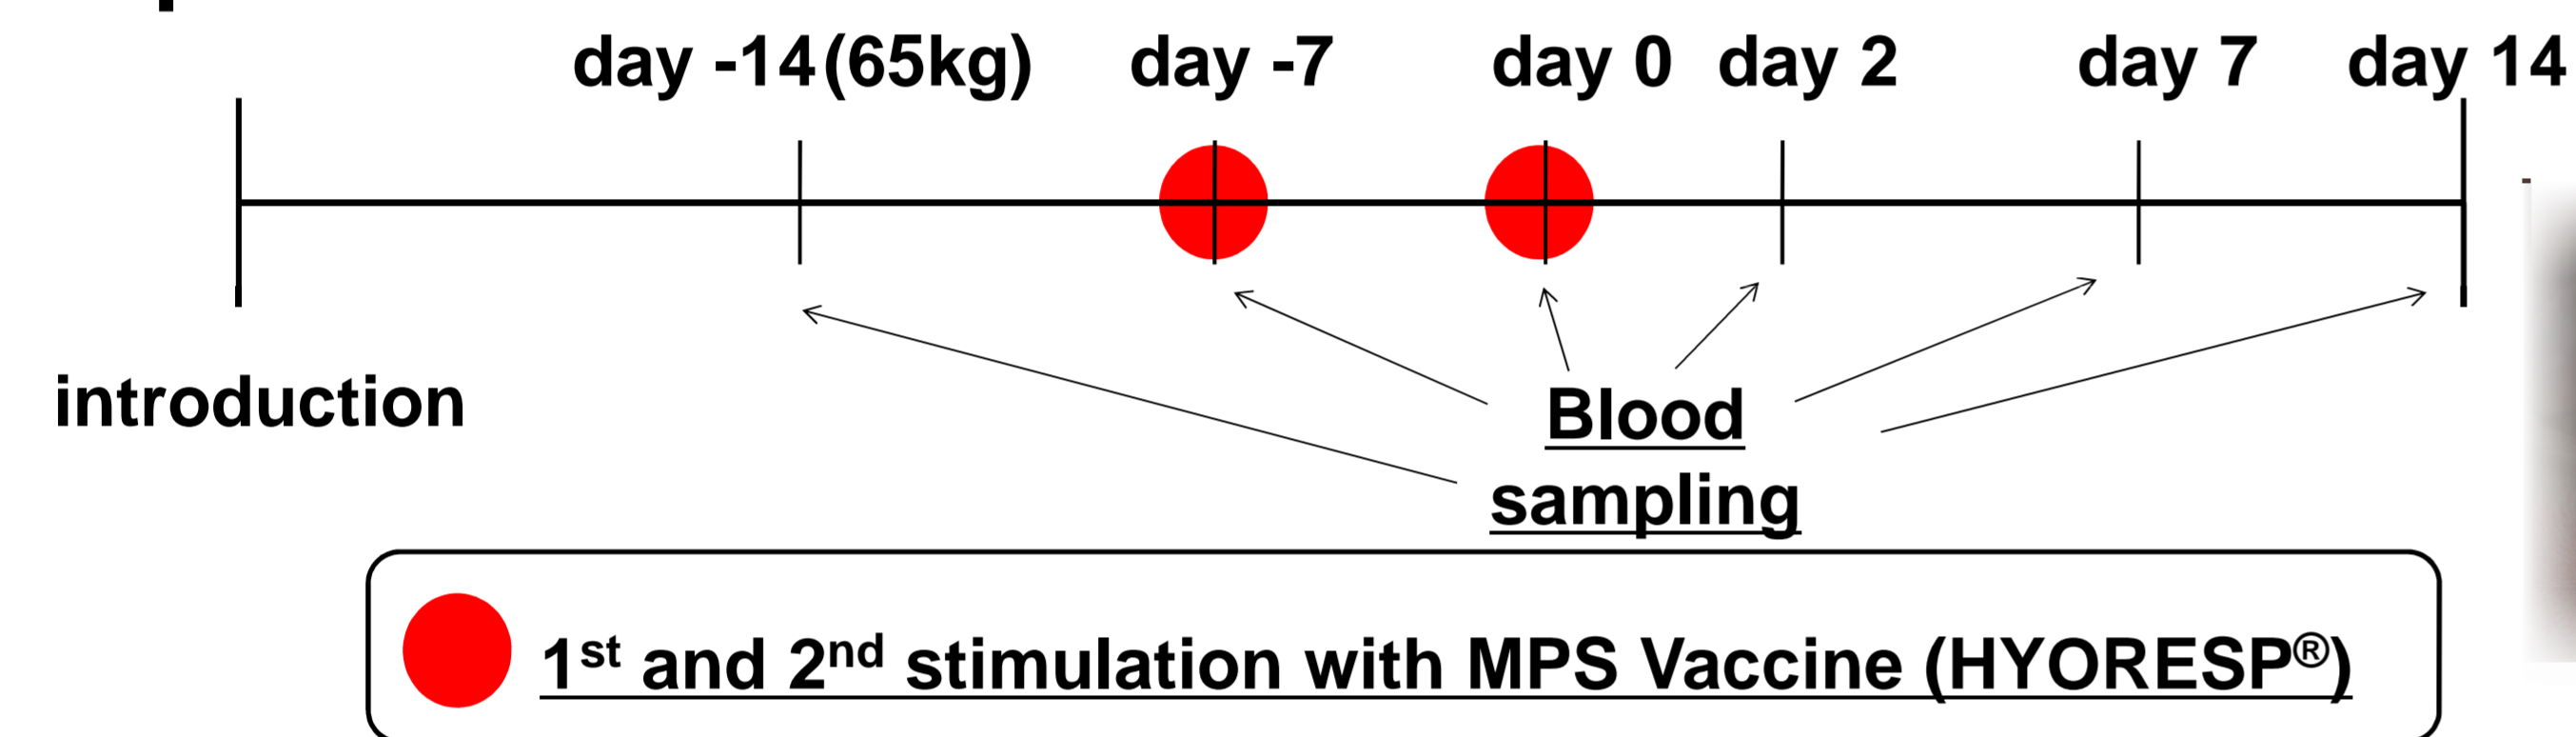 day -14(65kg) day -7 day 0 day 2 day 7 day 14
introduction
Blood
sampling
1st and 2nd stimulation with MPS Vaccine (HYORESP®)